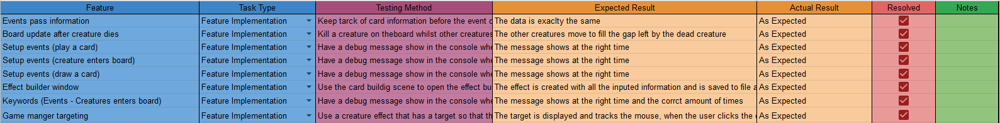 Feature Task Type Testing Method Expected Result Actual Result Resolved Notes
Events pass information Feature Implementation Keep tarck of card information before the event c The data is exaclty the same As Expected
Board update after creature dies Feature Implementation Kill a creature on theboard whilst other creatures The other creatures move to fill the gap left by the dead creature As Expected
Setup events (play a card) Feature Implementation Have a debug message show in the console whe The message shows at the right time As Expected
Setup events (creature enters board) Feature Implementation Have a debug message show in the console whe The message shows at the right time As Expected
Setup events (draw a card) Feature Implementation Have a debug message show in the console whe The message shows at the right time As Expected
Effect builder window Feature Implementation Use the card buildig scene to open the effect bu The effect is created with all the inputed information and is saved to file a As Expected
Keywords (Events - Creatures enters board) Feature Implementation Have a debug message show in the console whe The message shows at the right time and the corrct amount of times As Expected
Game manger targeting Feature Implementation Use a creature effect that has a target so that th The target is displayed and tracks the mouse, when the user clicks the As Expected